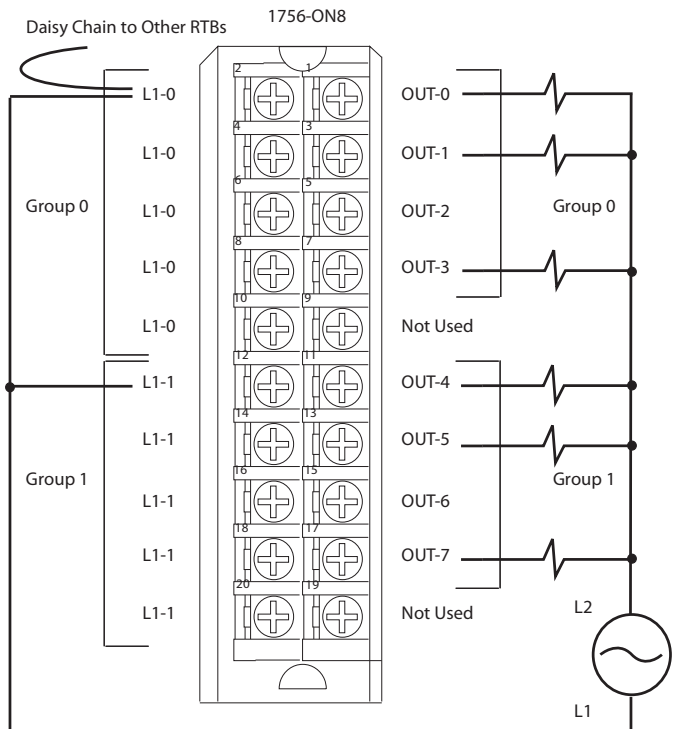 1756-ON8
Daisy Chain to Other RTBs
2 1
L1-0 OUT-0
4 3
L1-0 OUT-1
6 5
Group 0 L1-0 OUT-2 Group 0
8 7
L1-0 OUT-3
10 9
L1-0 Not Used
12 11
L1-1 OUT-4
14 13
L1-1 OUT-5
16 15
Group 1 Group 1
L1-1 OUT-6
18 17
L1-1 OUT-7
20 19
L1-1 Not Used
L2
L1